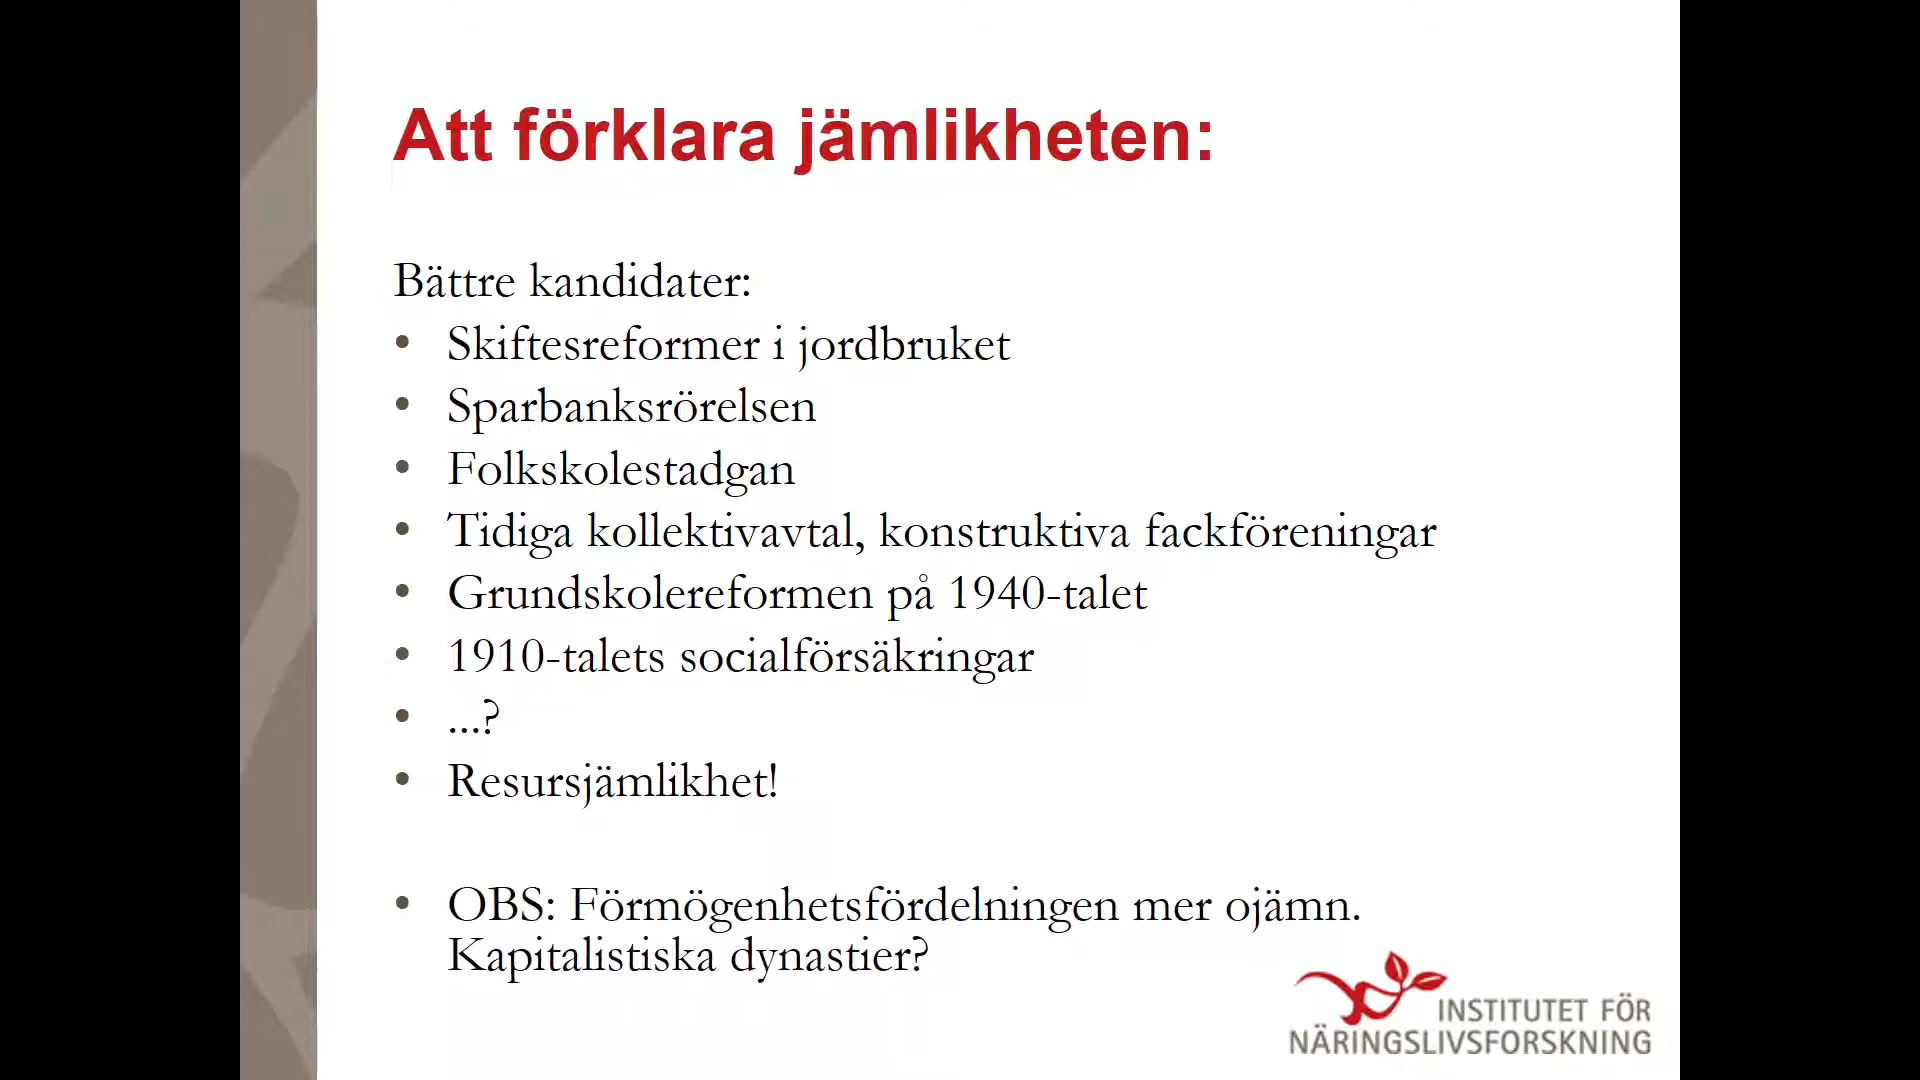 Att förklara jämlikheten:
Bättre kandidater:
• Skiftesreformer i jordbruket
• Sparbanksrörelsen
• Folkskolestadgan
• Tidiga kollektivavtal, konstruktiva fackföreningar
• Grundskolereformen på 1940-talet
• 1910-talets socialförsäkringar
• ...?
• Resursjämlikhet!
• OBS: Förmögenhetsfördelningen mer ojämn.
Kapitalistiska dynastier?
INSTITUTET FÖR
NÄRINGSLIVSFORSKNING